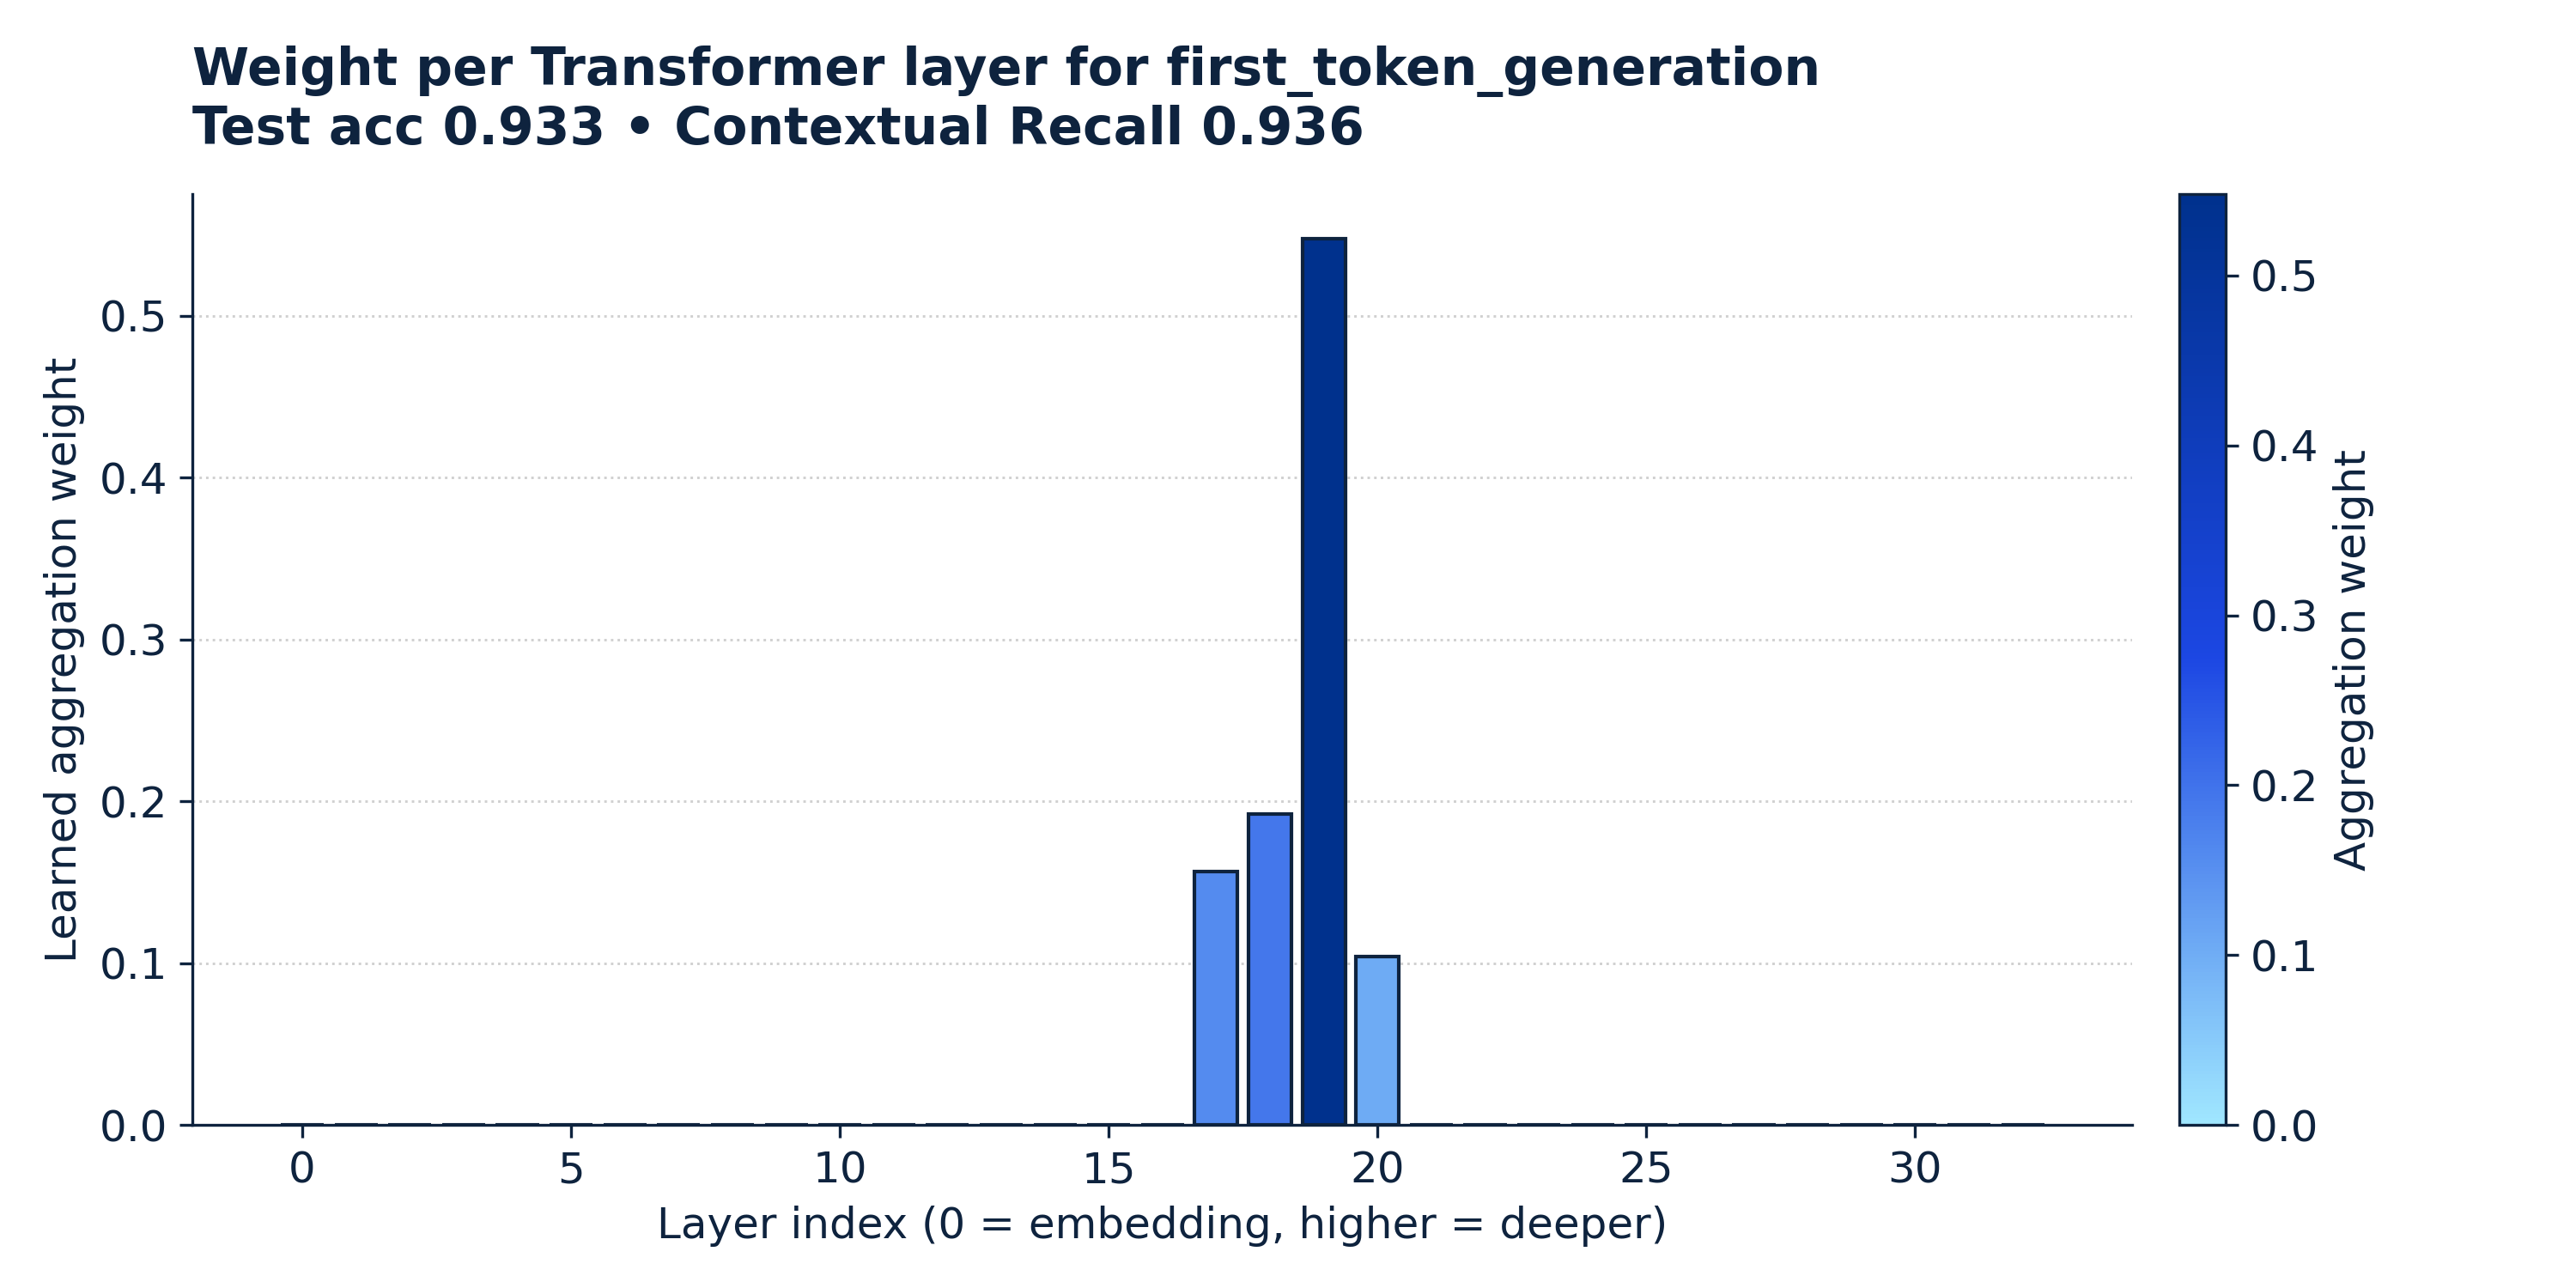 Weight per Transformer layer for first_token_generation
Test acc 0.933 • Contextual Recall 0.936
Learned aggregation weight
0.5
0.4
0.3
0.2
0.1
0.0
0 5 10 15 20 25 30
Layer index (0 = embedding, higher = deeper)
0.5
0.4
0.3
0.2
0.1
0.0
Aggregation weight